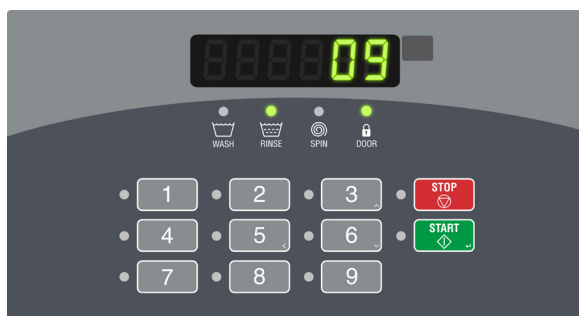 09
WASH RINSE SPIN DOOR
1 2 3 STOP
4 5 6 START
7 8 9